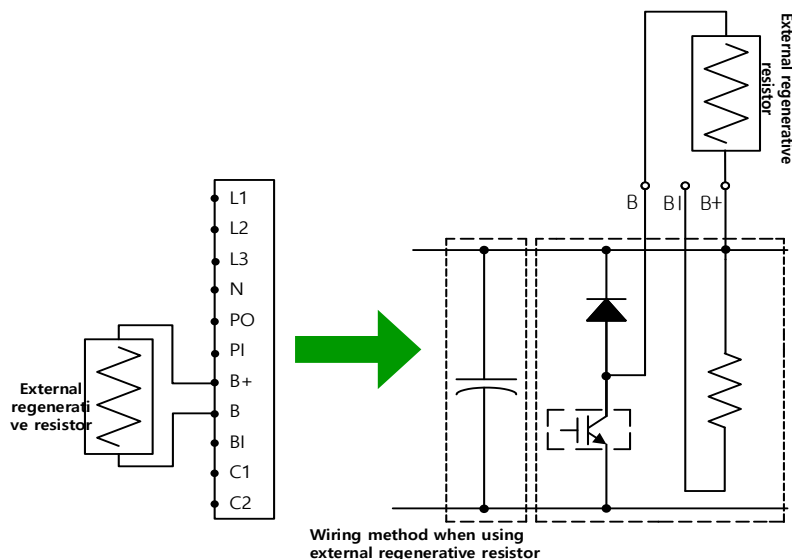 External regenerative
resistor
B
BI
B+
L1
L2
L3
N
PO
PI
B+
B
BI
C1
C2
External
regenerati
ve resistor
Wiring method when using
external regenerative resistor